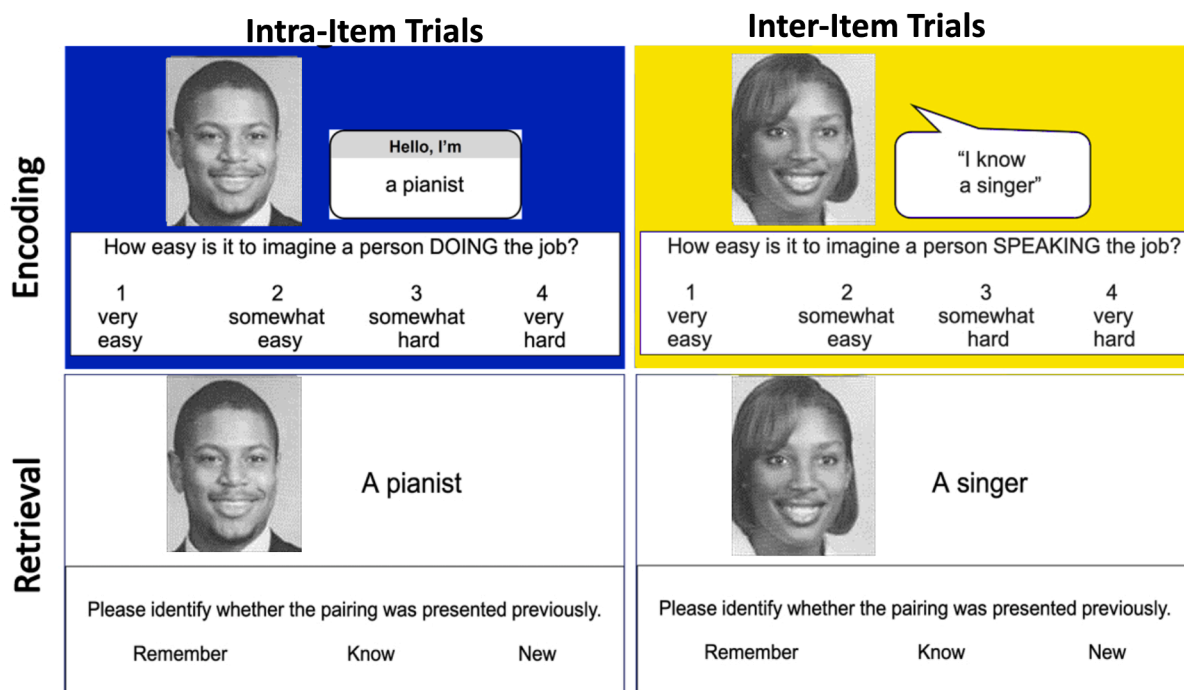 Intra-Item Trials
Inter-Item Trials
Encoding
Hello, I'm
a pianist
How easy is it to imagine a person DOING the job?
1 2 3 4
very somewhat somewhat very
easy easy hard hard
"I know
a singer"
How easy is it to imagine a person SPEAKING the job?
1 2 3 4
very somewhat somewhat very
easy easy hard hard
Retrieval
A pianist
Please identify whether the pairing was presented previously.
Remember Know New
A singer
Please identify whether the pairing was presented previously.
Remember Know New